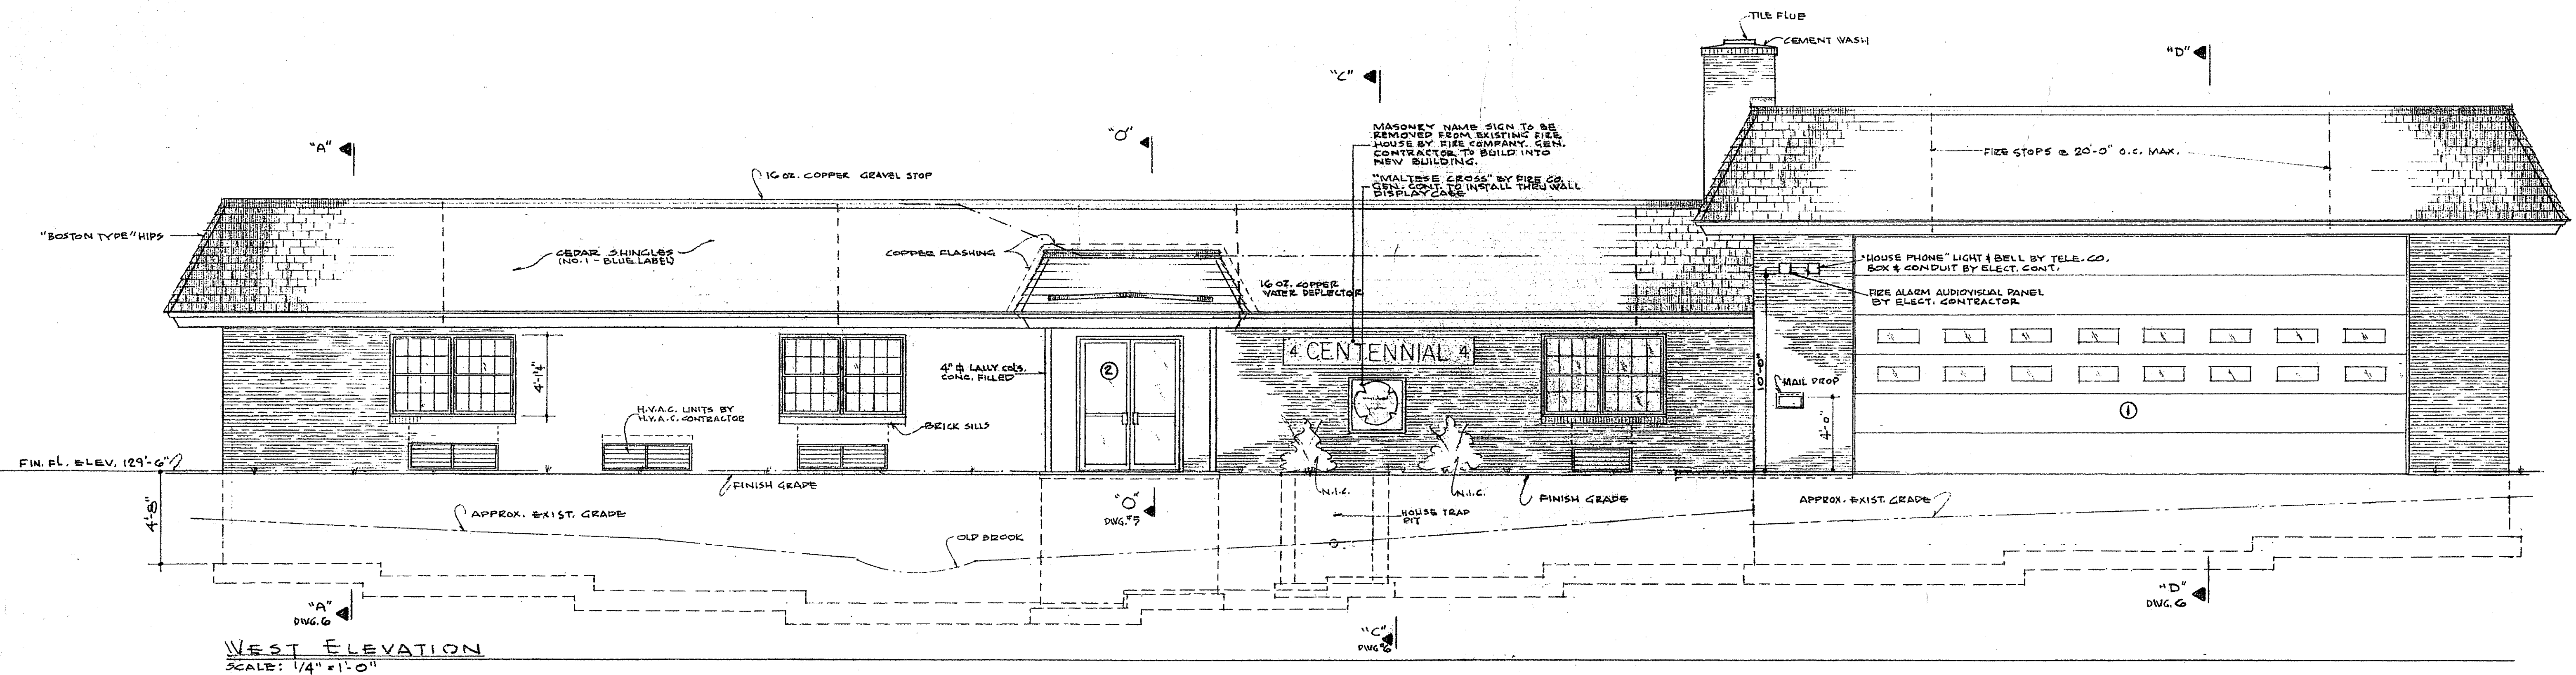 TILE FLUE
CEMENT WASH
"D"
"C"
"O"
"A"
MASONRY NAME SIGN TO BE
REMOVED FROM EXISTING FIRE
HOUSE BY FIRE COMPANY. GEN.
CONTRACTOR TO BUILD INTO
NEW BUILDING.
"MALTESE CROSS" BY FIRE CO.
GEN. CONT. TO INSTALL THRU WALL
DISPLAY CASE
FIRE STOPS @ 20'-0" O.C. MAX.
16 OZ. COPPER GRAVEL STOP
"BOSTON TYPE" HIPS
CEDAR SHINGLES
(NO. 1 - BLUE LABEL)
COPPER FLASHING
16 OZ. COPPER
WATER DEFLECTOR
"HOUSE PHONE" LIGHT & BELL BY TELE. CO.
BOX & CONDUIT BY ELECT. CONT.
FIRE ALARM AUDIOVISUAL PANEL
BY ELECT. CONTRACTOR
4 CENTENNIAL 4
4'-1¼"
4" ф LALLY COLS.
CONC. FILLED
2
10'-0"
MAIL DROP
4'-0"
1
H.V.A.C. UNITS BY
H.V.A.C. CONTRACTOR
BRICK SILLS
FIN. FL. ELEV. 129'-6"
FINISH GRADE
N.I.C.
N.I.C.
FINISH GRADE
APPROX. EXIST. GRADE
4'-8"
APPROX. EXIST. GRADE
"O"
DWG. #5
HOUSE TRAP
PIT
OLD BROOK
"A"
DWG. 6
"D"
DWG. 6
"C"
DWG. 6
WEST ELEVATION
SCALE: 1/4" = 1'-0"